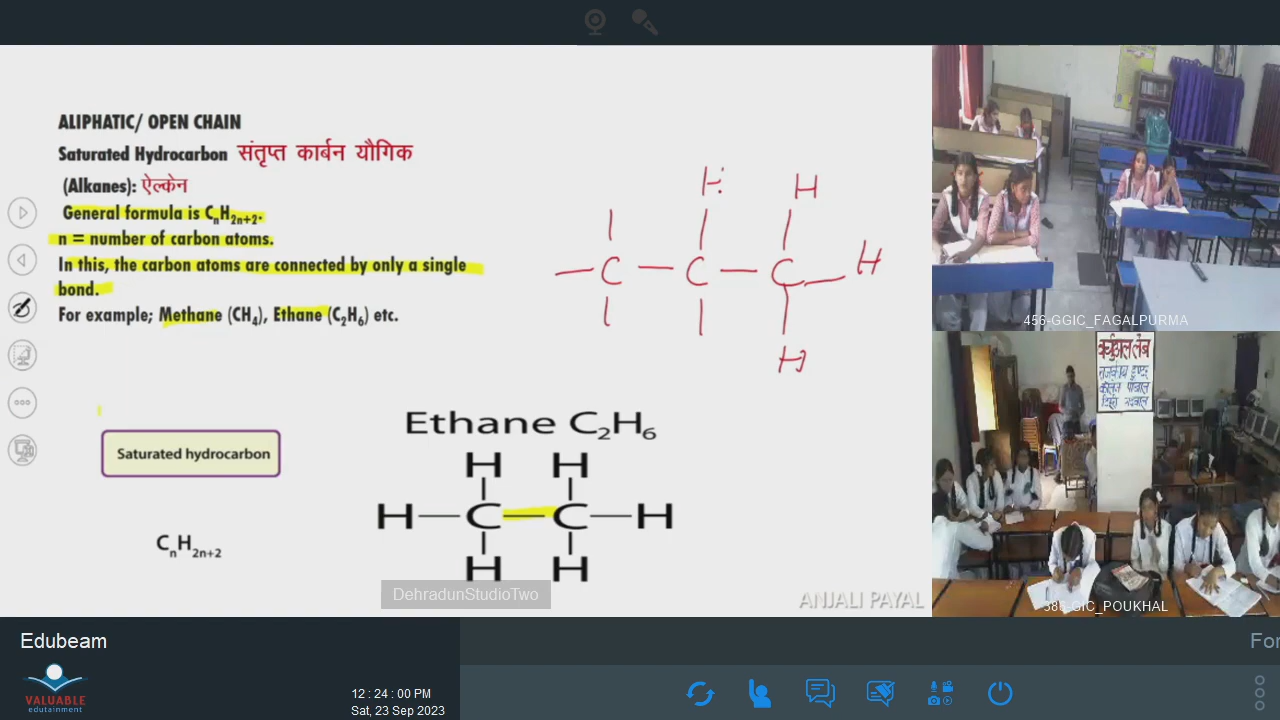 ALIPHATIC/ OPEN CHAIN
Saturated Hydrocarbon संतृप्त कार्बन यौगिक
(Alkanes): ऐल्केन
General formula is CₙH₂ₙ₊₂.
n = number of carbon atoms.
In this, the carbon atoms are connected by only a single
bond.
For example; Methane (CH₄), Ethane (C₂H₆) etc.
H H
C C C H
H
Saturated hydrocarbon
CₙH₂ₙ₊₂
Ethane C₂H₆
H H
H—C—C—H
H H
DehradunStudioTwo
ANJALI PAYAL
456-GGIC_FAGALPURMA
वर्चुअल लैब
386-GIC_POUKHAL
Edubeam
VALUABLE
edutainment
12 : 24 : 00 PM
Sat, 23 Sep 2023
For